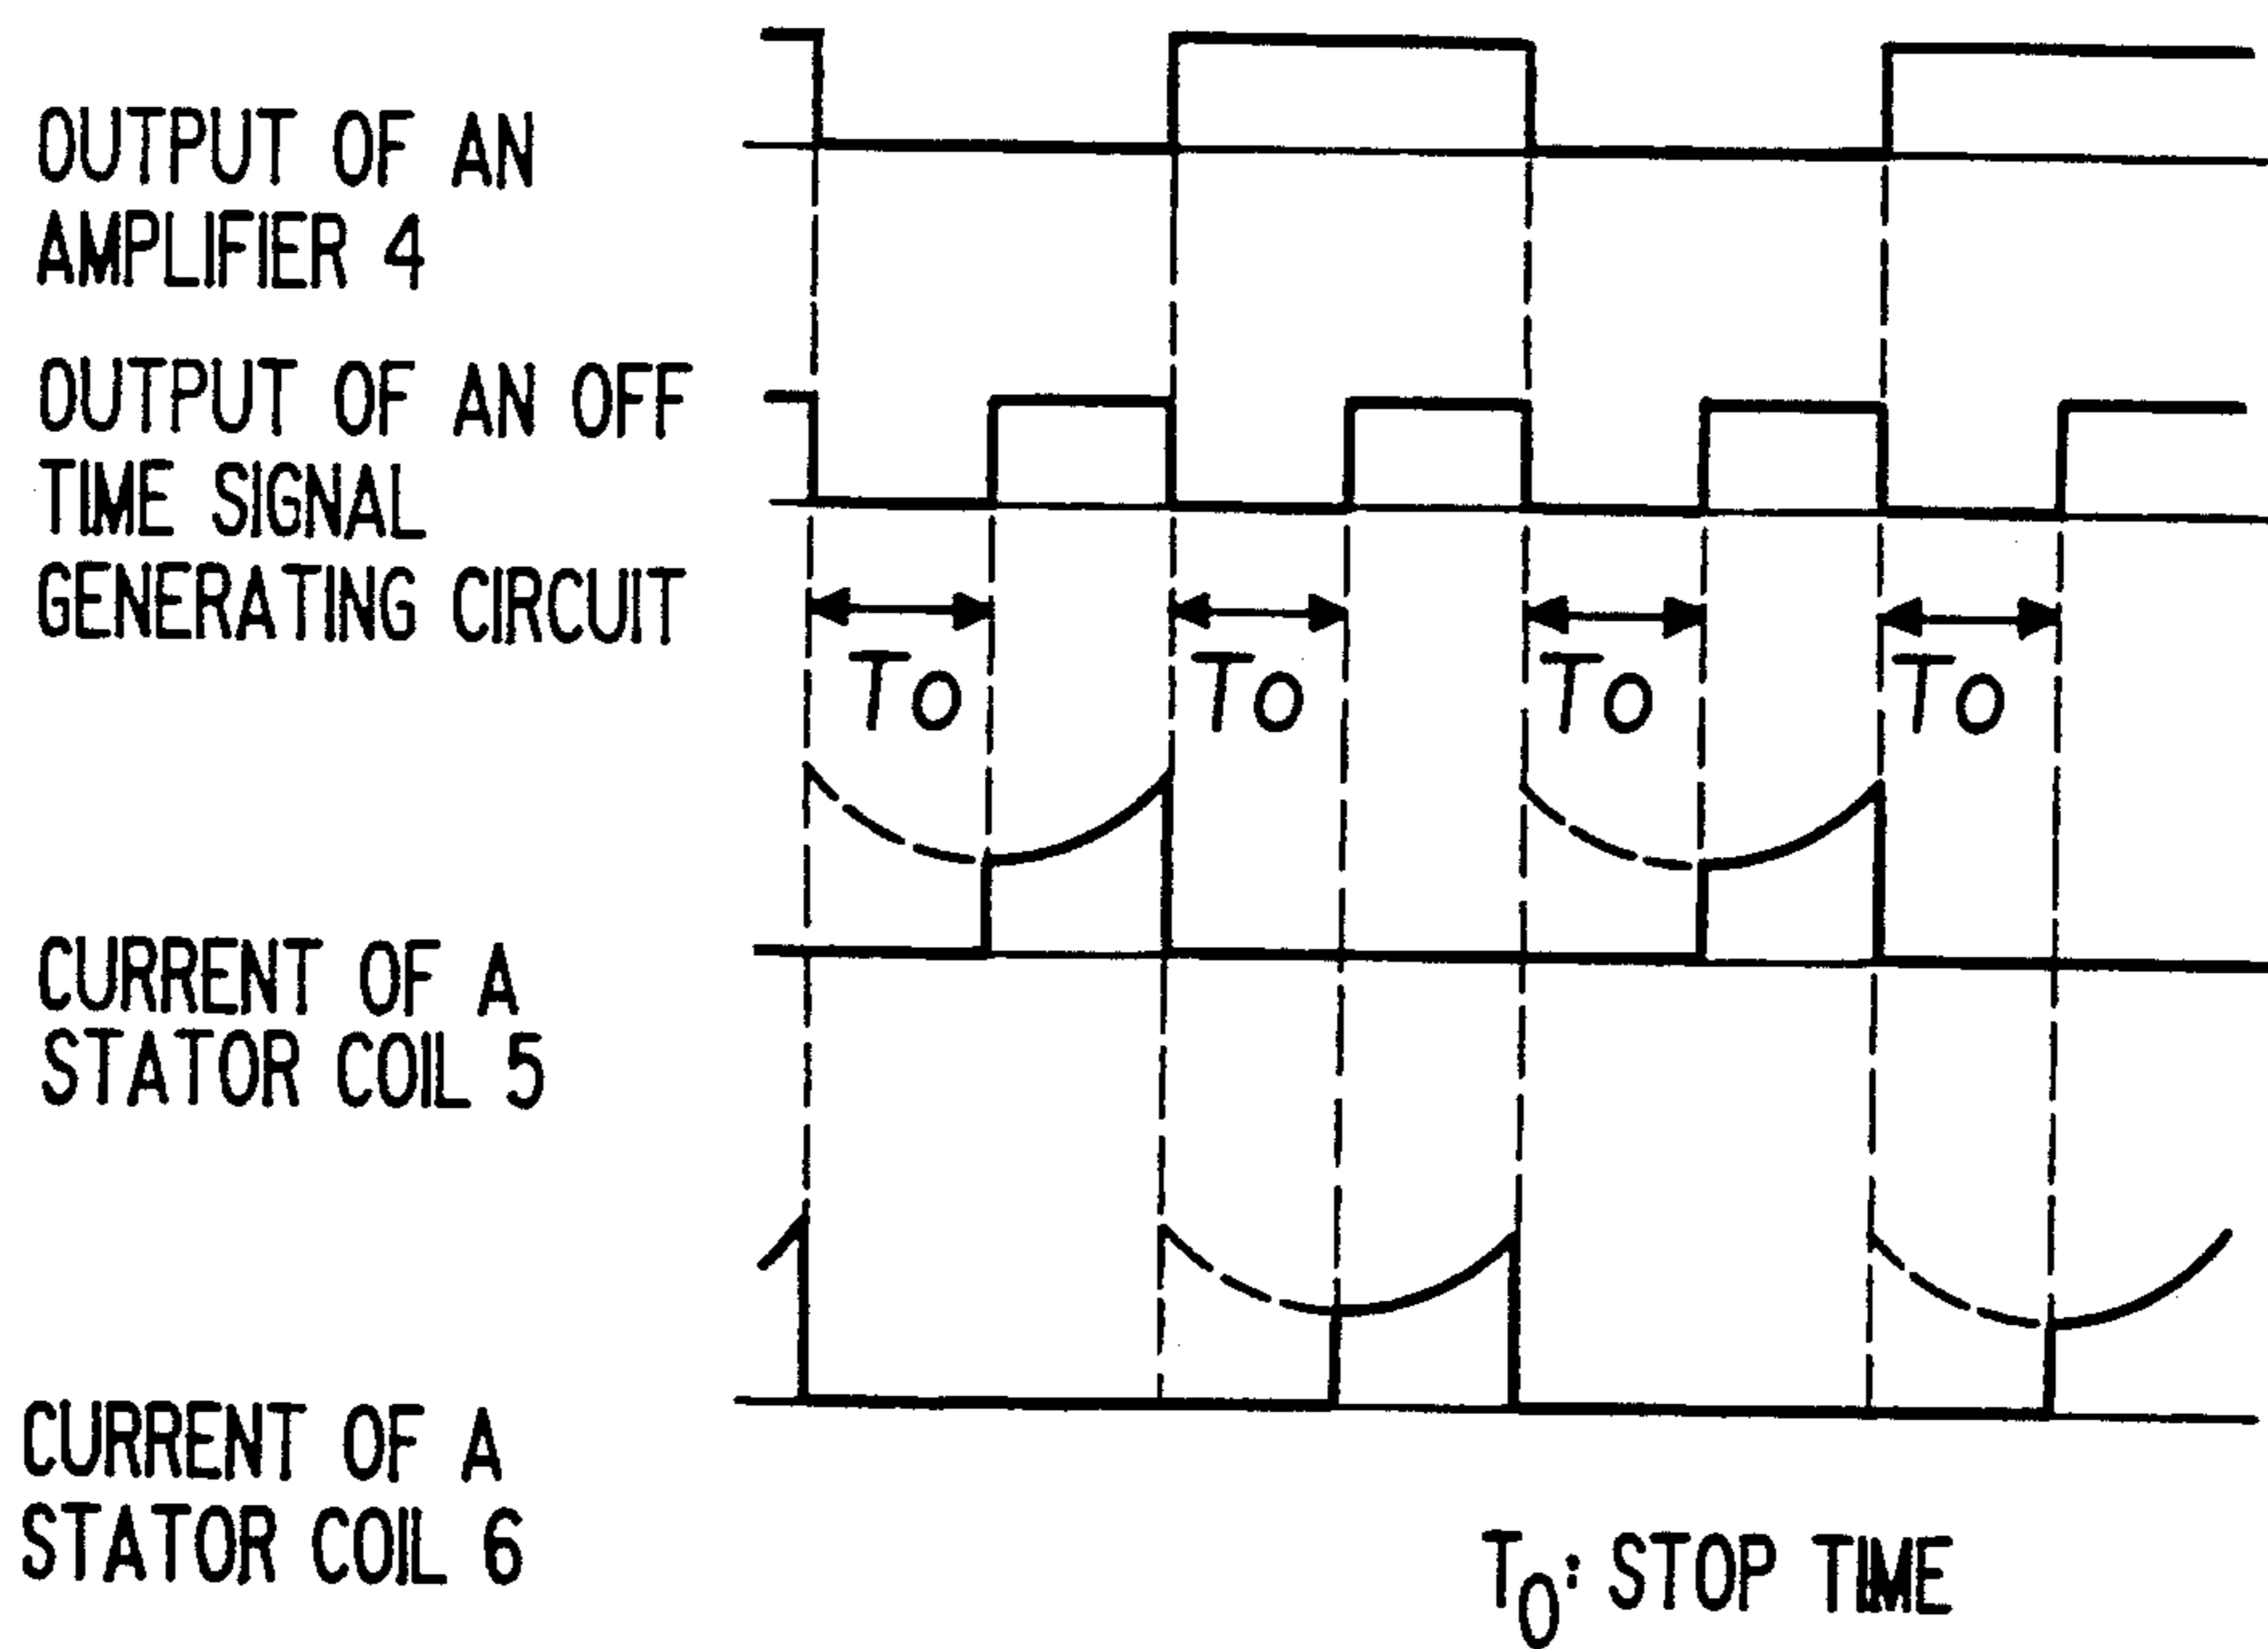 OUTPUT OF AN
AMPLIFIER 4
OUTPUT OF AN OFF
TIME SIGNAL
GENERATING CIRCUIT
To To To To
CURRENT OF A
STATOR COIL 5
CURRENT OF A
STATOR COIL 6
T0: STOP TIME